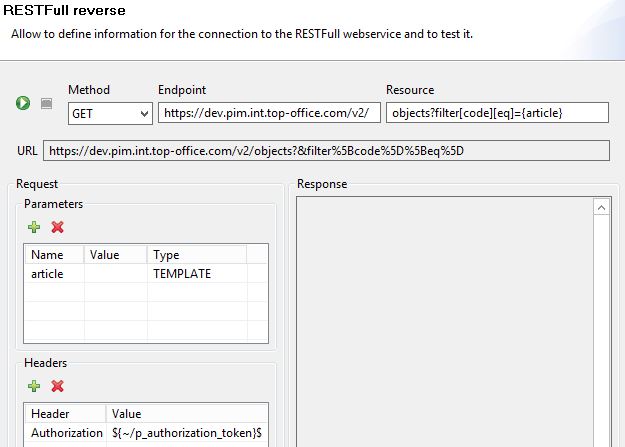 RESTFull reverse
Allow to define information for the connection to the RESTFull webservice and to test it.
Method Endpoint Resource
GET https://dev.pim.int.top-office.com/v2/ objects?filter[code][eq]={article}
URL https://dev.pim.int.top-office.com/v2/objects?&filter%5Bcode%5D%5Beq%5D
Request Response
Parameters
Name Value Type
article TEMPLATE
Headers
Header Value
Authorization ${~/p_authorization_token}$